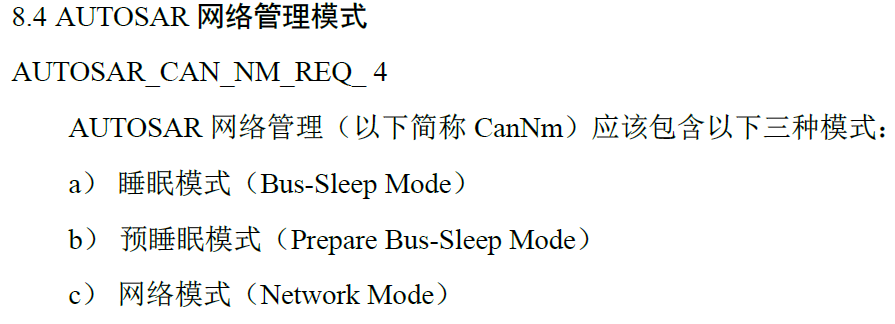 8.4 AUTOSAR 网络管理模式
AUTOSAR_CAN_NM_REQ_ 4
AUTOSAR 网络管理（以下简称 CanNm）应该包含以下三种模式：
a） 睡眠模式（Bus-Sleep Mode）
b） 预睡眠模式（Prepare Bus-Sleep Mode）
c） 网络模式（Network Mode）